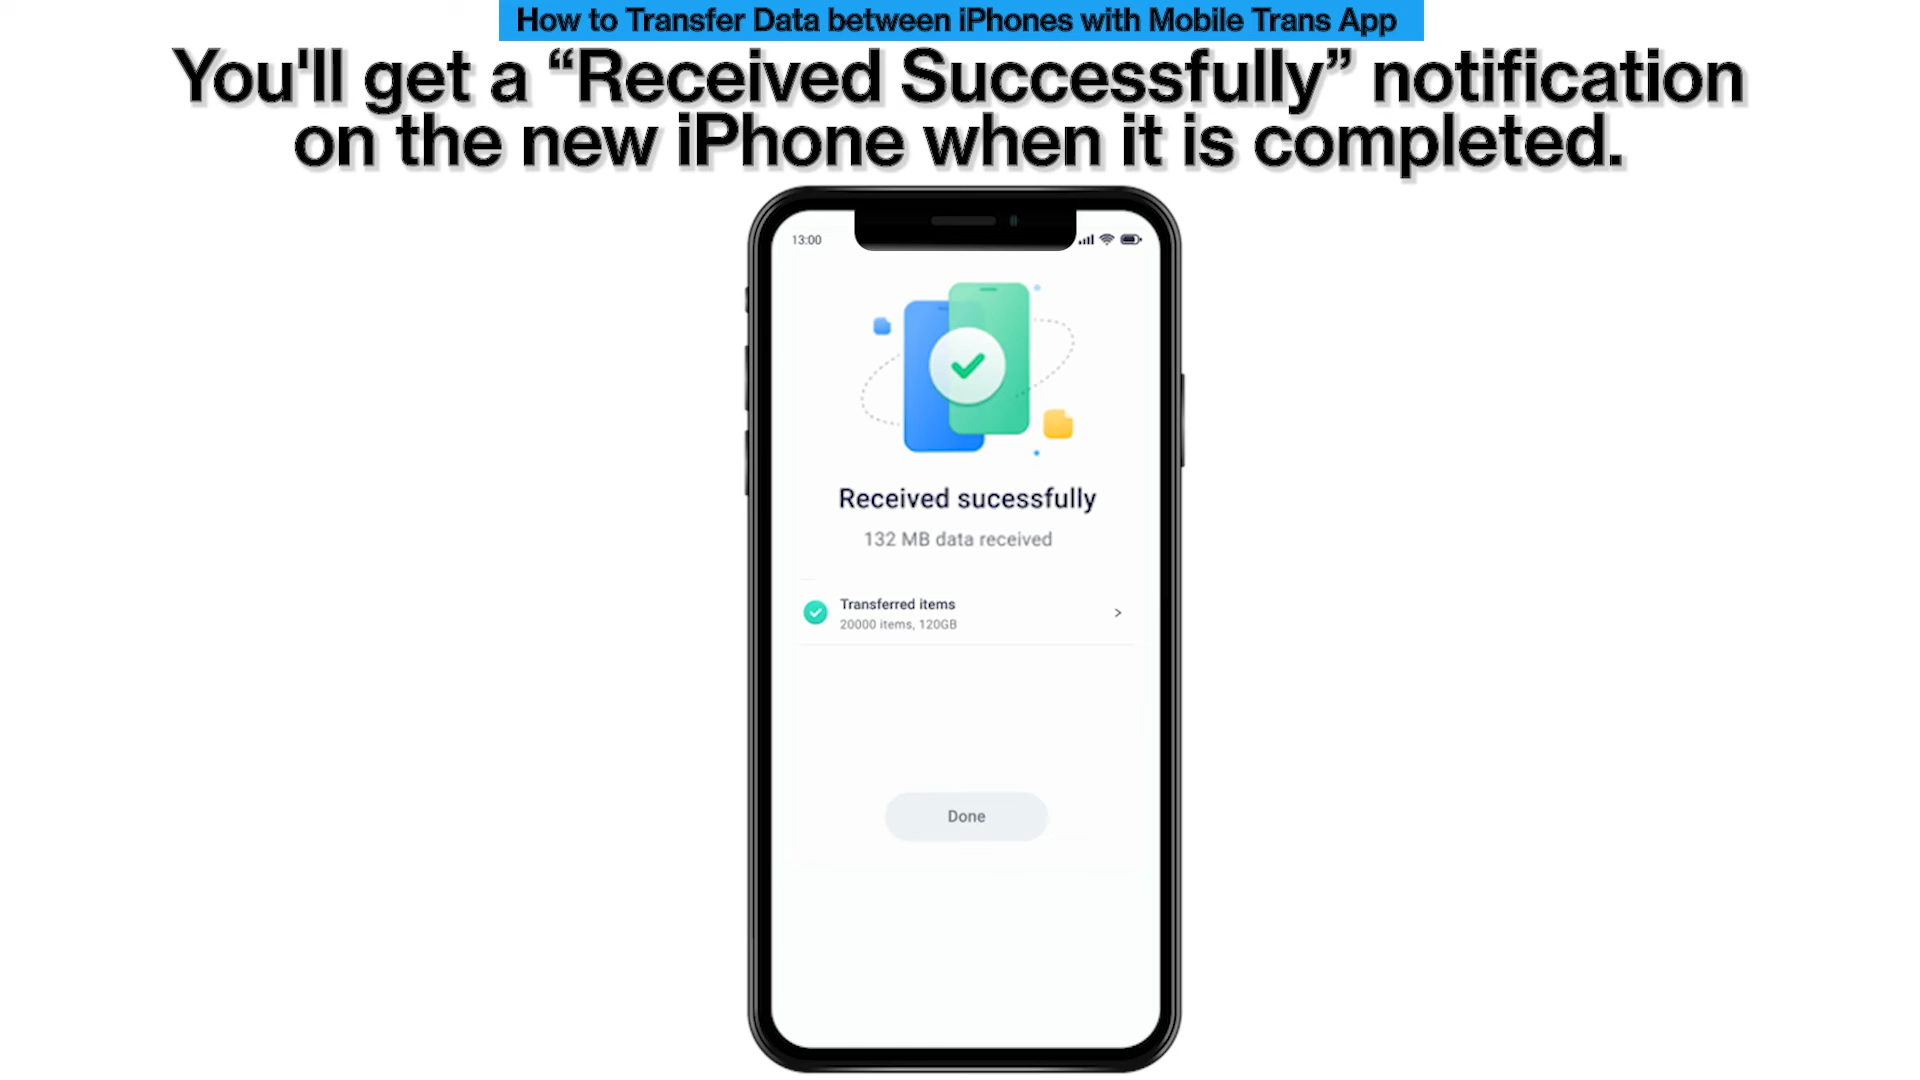 How to Transfer Data between iPhones with Mobile Trans App
You'll get a “Received Successfully” notification
on the new iPhone when it is completed.
13:00
Received sucessfully
132 MB data received
Transferred items
20000 items, 120GB
Done